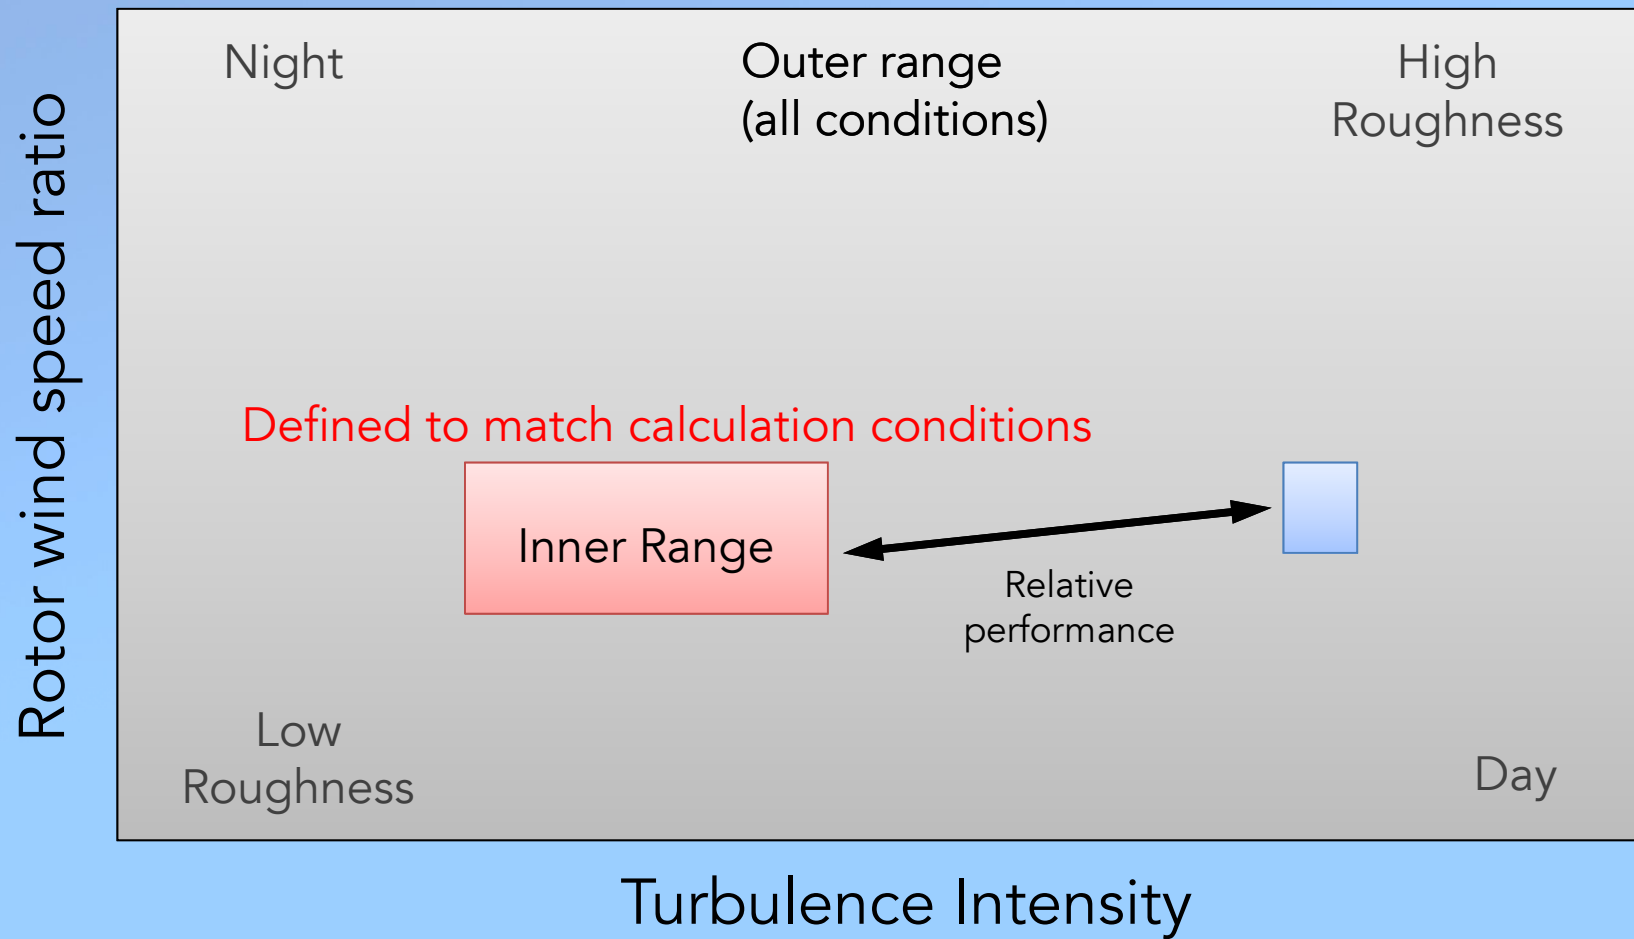 Night
Outer range
(all conditions)
High
Roughness
Rotor wind speed ratio
Defined to match calculation conditions
Inner Range
Relative
performance
Low
Roughness
Day
Turbulence Intensity